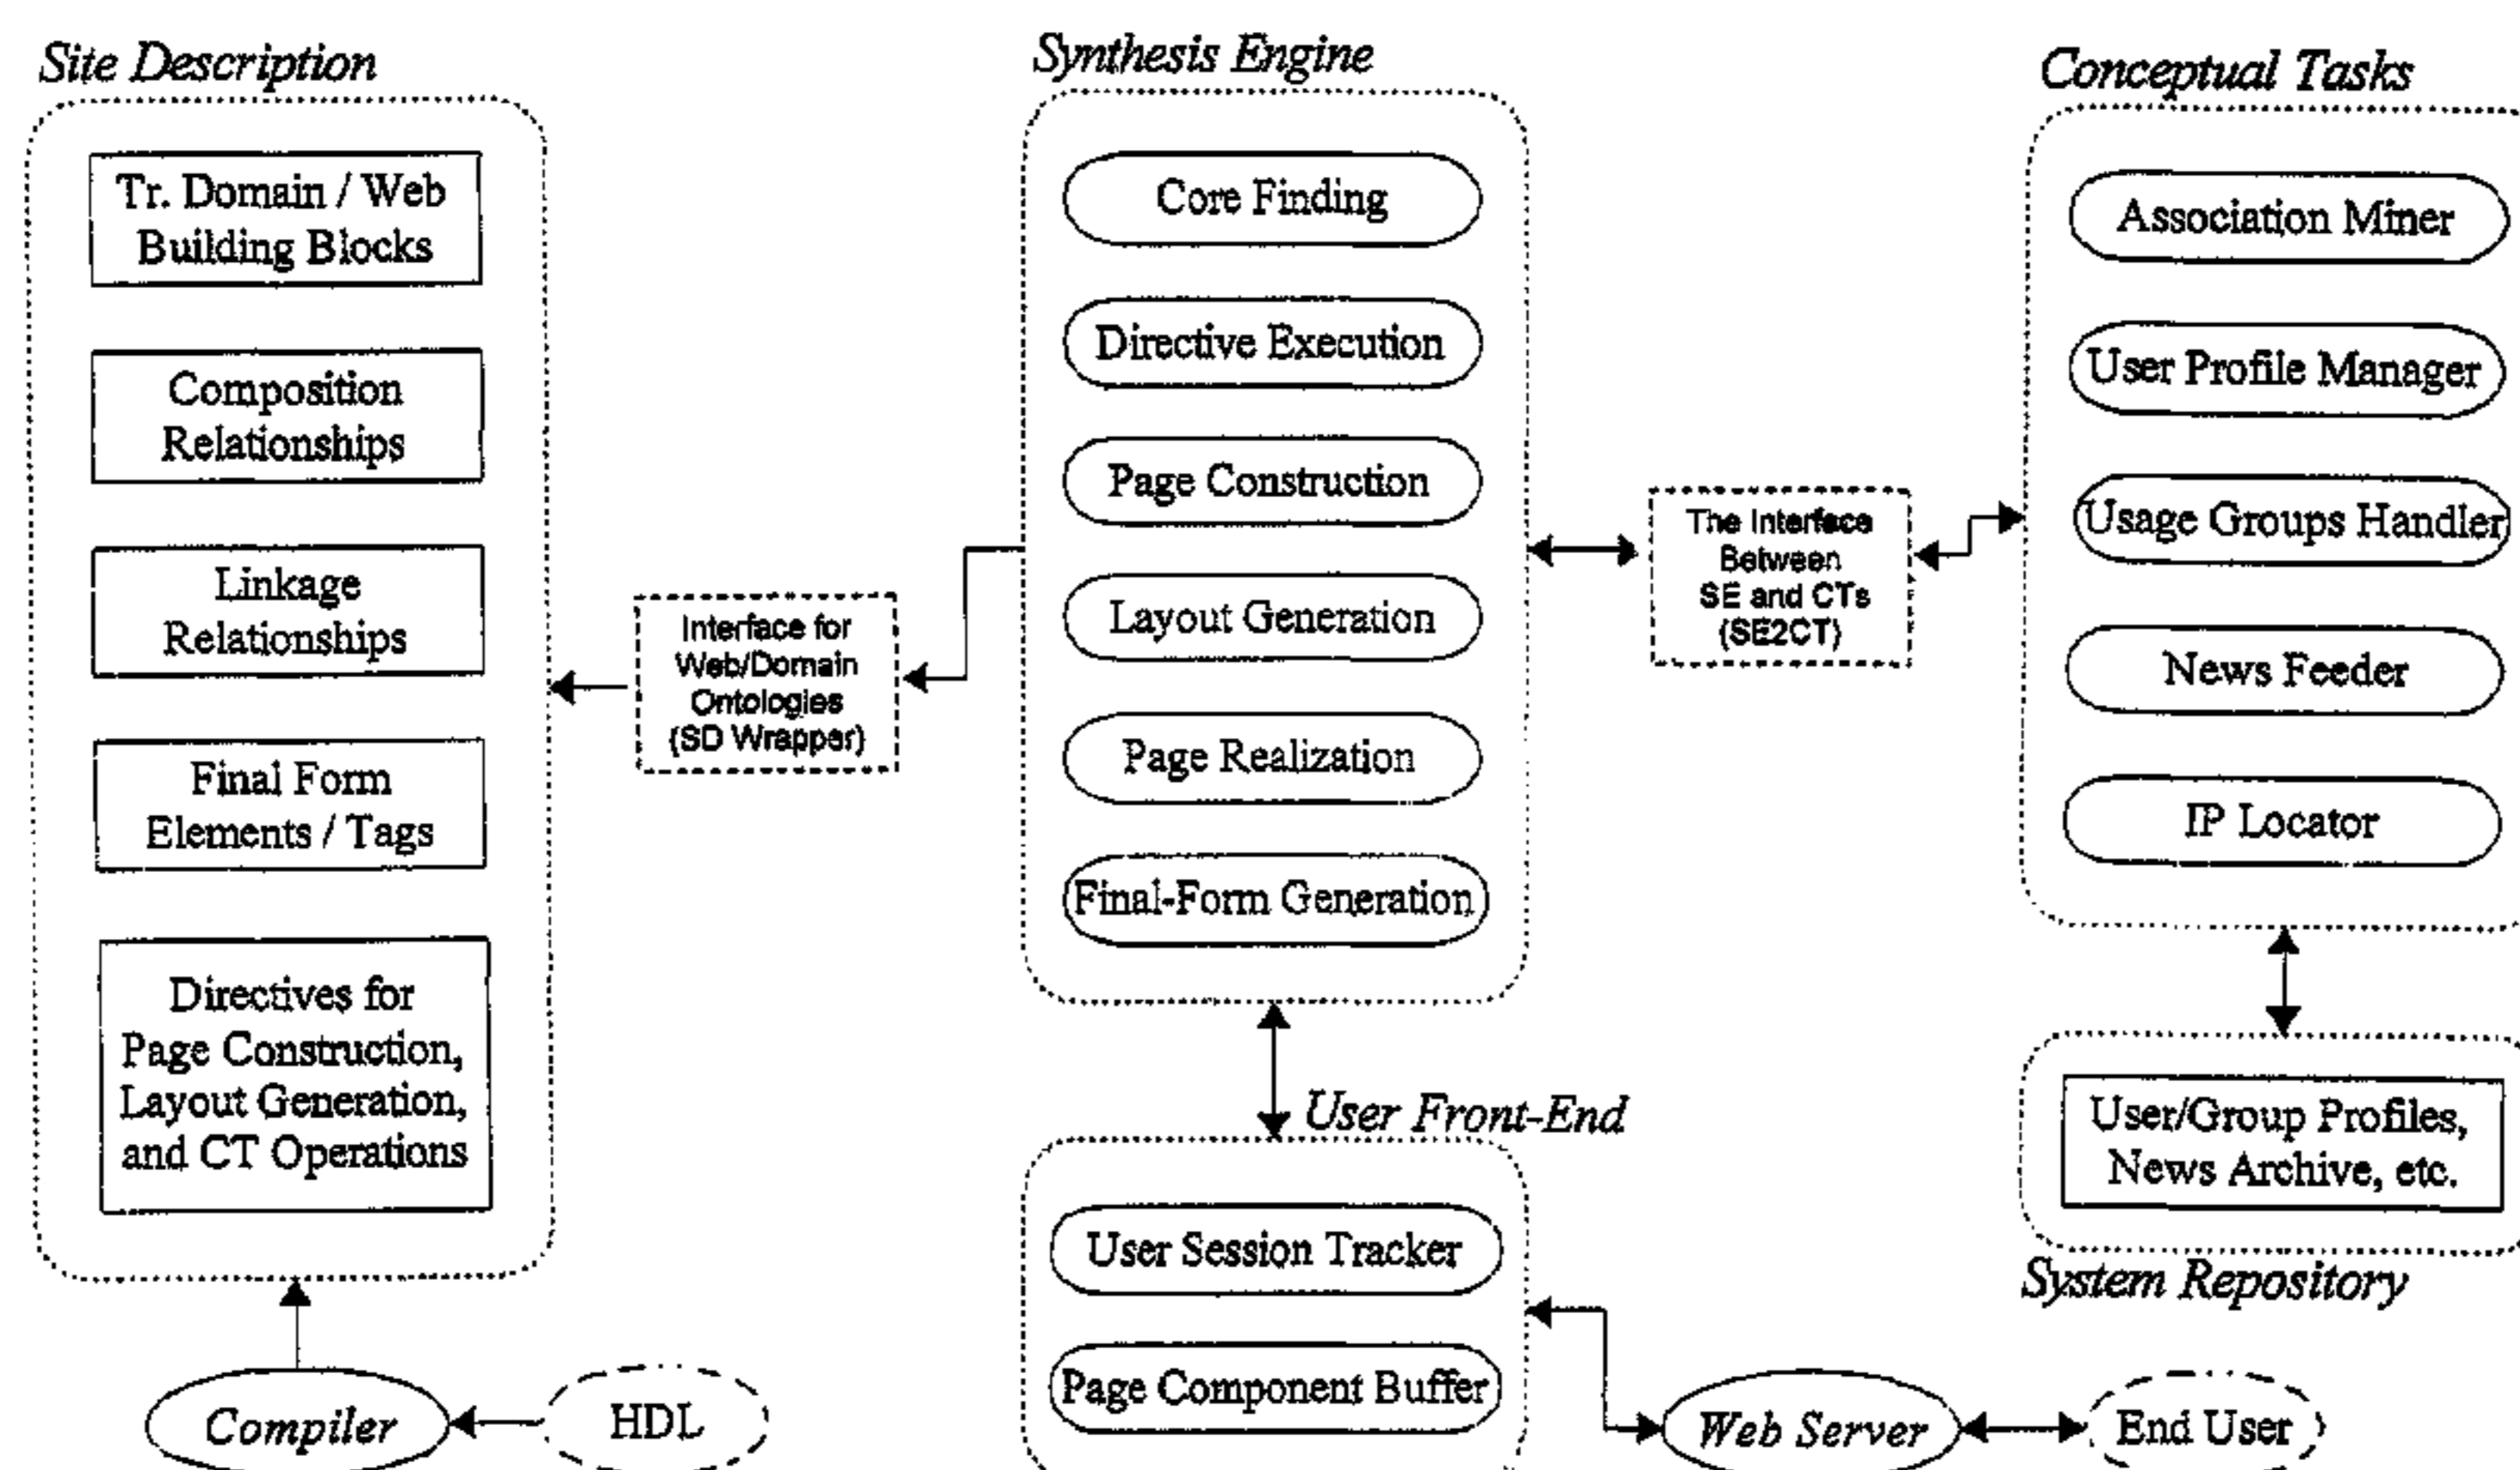 Site Description
Tr. Domain / Web
Building Blocks
Composition
Relationships
Linkage
Relationships
Final Form
Elements / Tags
Directives for
Page Construction,
Layout Generation,
and CT Operations
Compiler
HDL
Interface for
Web/Domain
Ontologies
(SD Wrapper)
Synthesis Engine
Core Finding
Directive Execution
Page Construction
Layout Generation
Page Realization
Final-Form Generation
User Front-End
User Session Tracker
Page Component Buffer
The Interface
Between
SE and CTs
(SE2CT)
Conceptual Tasks
Association Miner
User Profile Manager
Usage Groups Handler
News Feeder
IP Locator
User/Group Profiles,
News Archive, etc.
System Repository
Web Server
End User